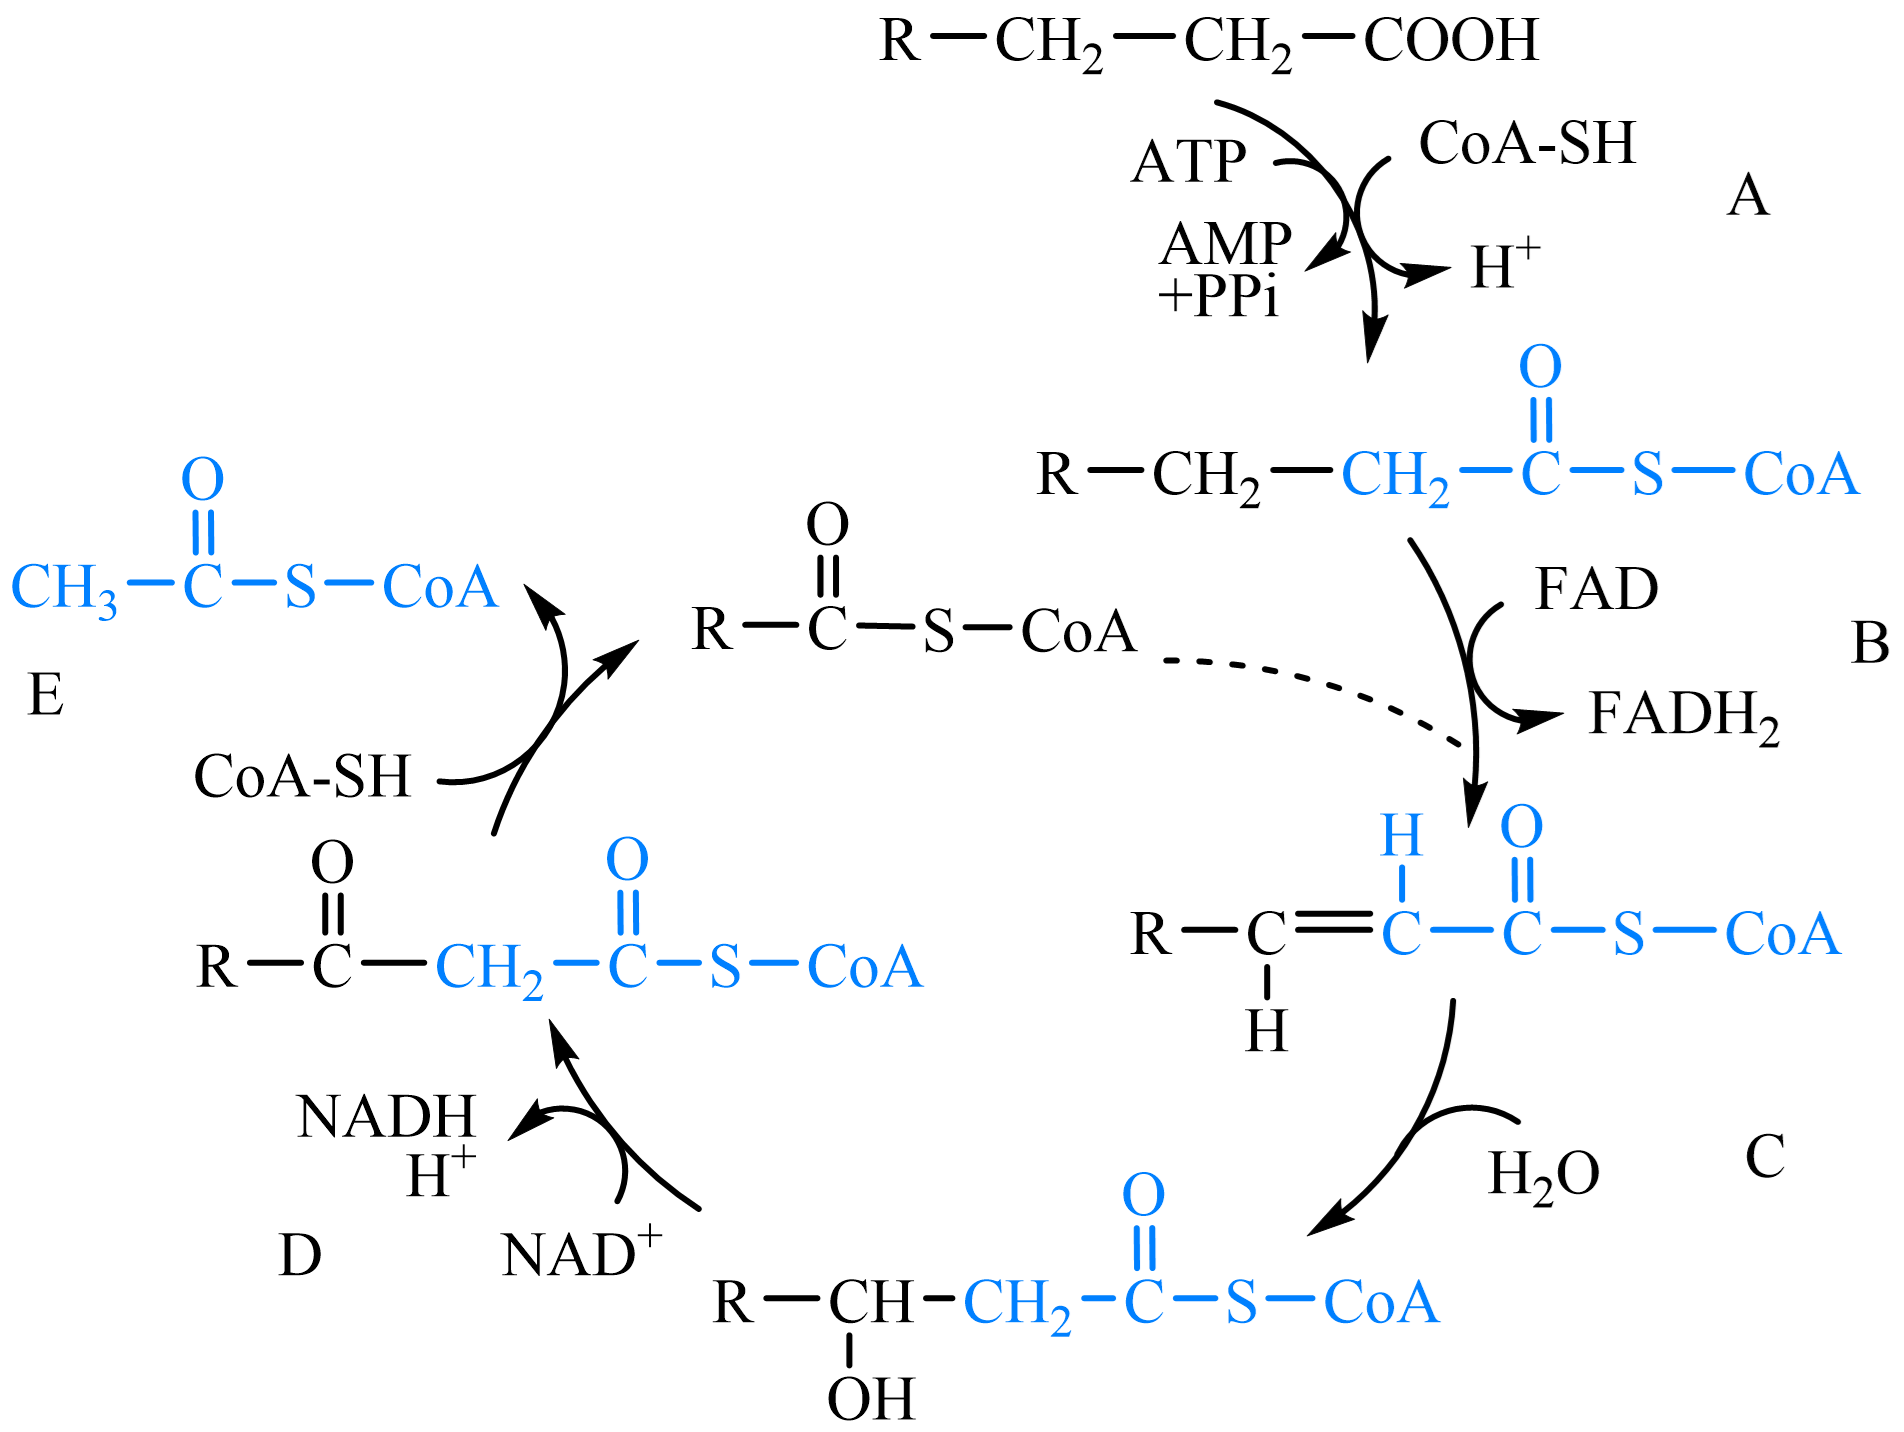 R—CH₂—CH₂—COOH
CoA-SH
ATP
A
AMP
+PPi
H⁺
O
R—CH₂—CH₂—C—S—CoA
O
CH₃—C—S—CoA
O
R—C—S—CoA
FAD
B
E
FADH₂
CoA-SH
H O
R—C=C—C—S—CoA
H
O O
R—C—CH₂—C—S—CoA
NADH
H⁺
H₂O
C
D
NAD⁺
O
R—CH—CH₂—C—S—CoA
OH